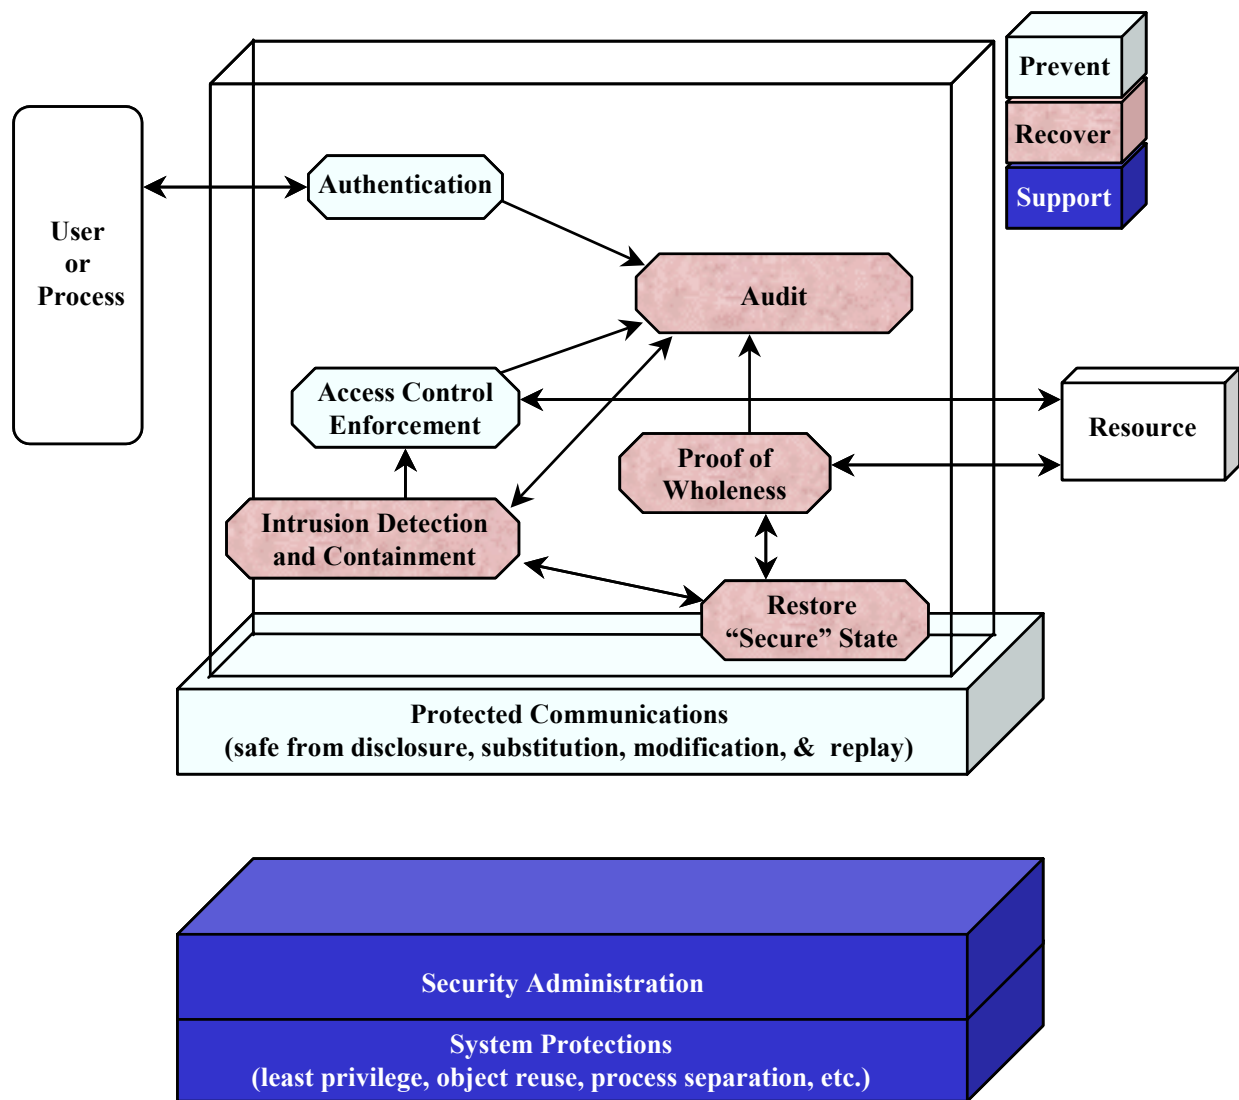 Prevent
Recover
Support
User
or
Process
Authentication
Audit
Access Control
Enforcement
Resource
Proof of
Wholeness
Intrusion Detection
and Containment
Restore
“Secure” State
Protected Communications
(safe from disclosure, substitution, modification, &  replay)
Security Administration
System Protections
(least privilege, object reuse, process separation, etc.)